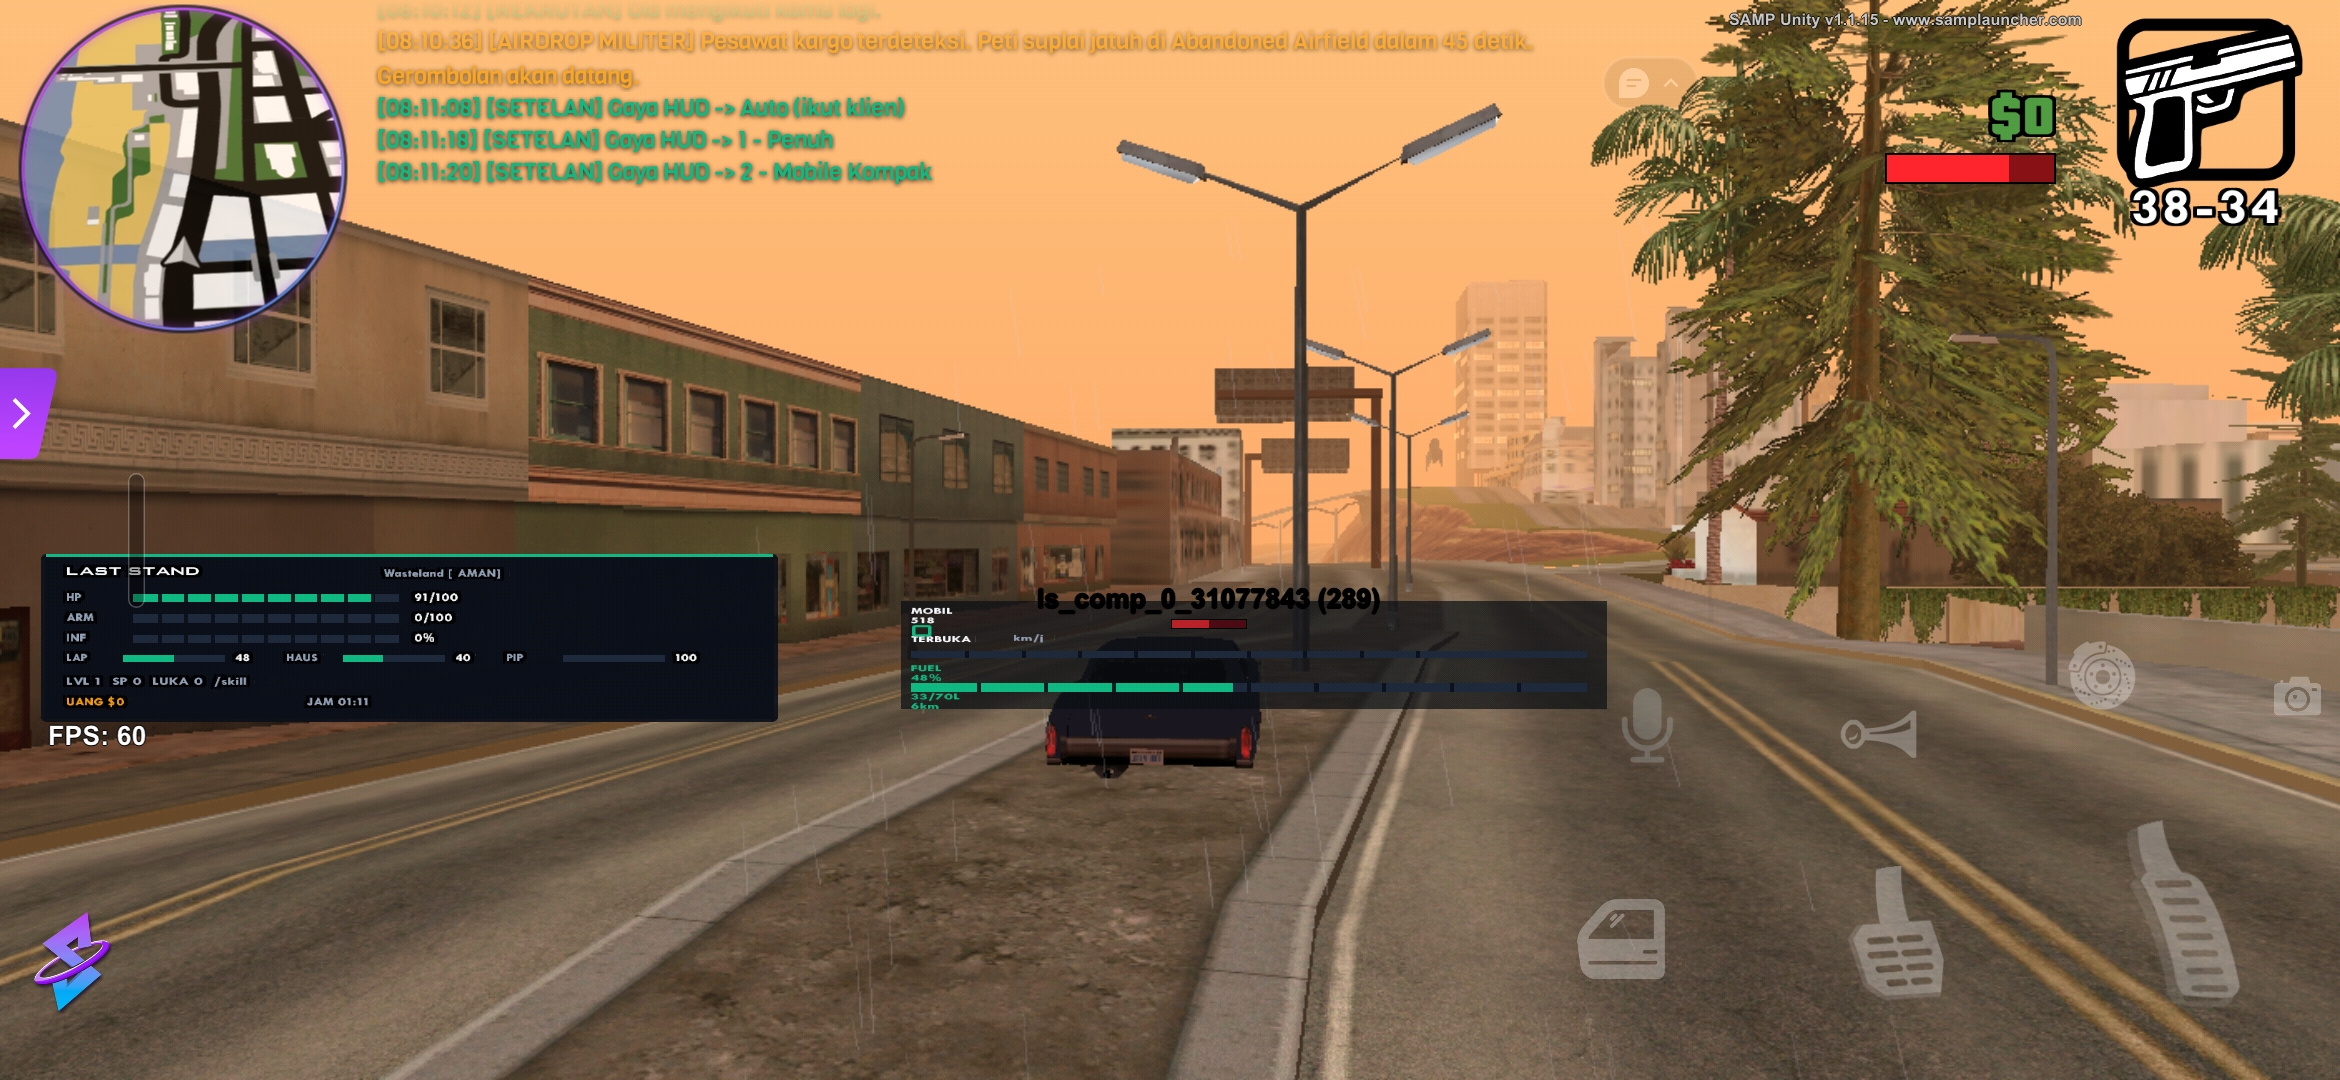 SAMP Unity v1.1.15 - www.samplauncher.com
[08:10:36] [AIRDROP MILITER] Pesawat kargo terdeteksi. Peti suplai jatuh di Abandoned Airfield dalam 45 detik.
Gerombolan akan datang.
[08:11:08] [SETELAN] Gaya HUD -> Auto (ikut klien)
[08:11:18] [SETELAN] Gaya HUD -> 1 - Penuh
[08:11:20] [SETELAN] Gaya HUD -> 2 - Mobile Kompak
$0
38-34
LAST STAND Wasteland [ AMAN]
HP 91/100
ARM 0/100
INF 0%
LAP 48 HAUS 40 PIP 100
LVL 1 SP 0 LUKA 0 /skill
UANG $0 JAM 01:11
FPS: 60
ls_comp_0_31077843 (289)
MOBIL
518
TERBUKA km/j
FUEL
48%
33/70L
6km